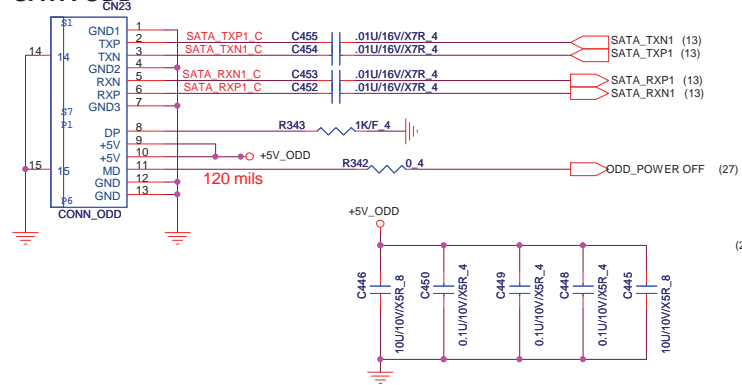 CN23
S1
GND1 1
TXP 2 SATA_TXP1_C C455 .01U/16V/X7R_4 SATA_TXN1 (13)
14 14 TXN 3 SATA_TXN1_C C454 .01U/16V/X7R_4 SATA_TXP1 (13)
GND2 4
RXN 5 SATA_RXN1_C C453 .01U/16V/X7R_4 SATA_RXP1 (13)
RXP 6 SATA_RXP1_C C452 .01U/16V/X7R_4 SATA_RXN1 (13)
GND3 7
S7
P1
DP 8 R343 1K/F_4
+5V 9
+5V 10 +5V_ODD
15 15 MD 11 R342 0_4 ODD_POWER OFF (27)
120 mils
GND 12
GND 13
P6
CONN_ODD
+5V_ODD
(2
C446 10U/10V/X5R_8
C450 0.1U/10V/X5R_4
C449 0.1U/10V/X5R_4
C448 0.1U/10V/X5R_4
C445 10U/10V/X5R_8